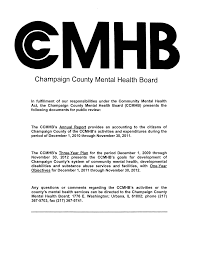 CCMHB
Champaign County Mental Health Board
In fulfillment of our responsibilities under the Community Mental Health
Act, the Champaign County Mental Health Board (CCMHB) presents the
following documents for public review:
The CCMHB's Annual Report provides an accounting to the citizens of
Champaign County of the CCMHB's activities and expenditures during the
period of December 1, 2010 through November 30, 2011.
The CCMHB's Three-Year Plan for the period December 1, 2009 through
November 30, 2012 presents the CCMHB's goals for development of
Champaign County's system of community mental health, developmental
disabilities and substance abuse services and facilities, with One-Year
Objectives for December 1, 2011 through November 30, 2012.
Any questions or comments regarding the CCMHB's activities or the
county's mental health services can be directed to the Champaign County
Mental Health Board; 1776 E. Washington; Urbana, IL 61802; phone (217)
367-5703, fax (217) 367-5741.